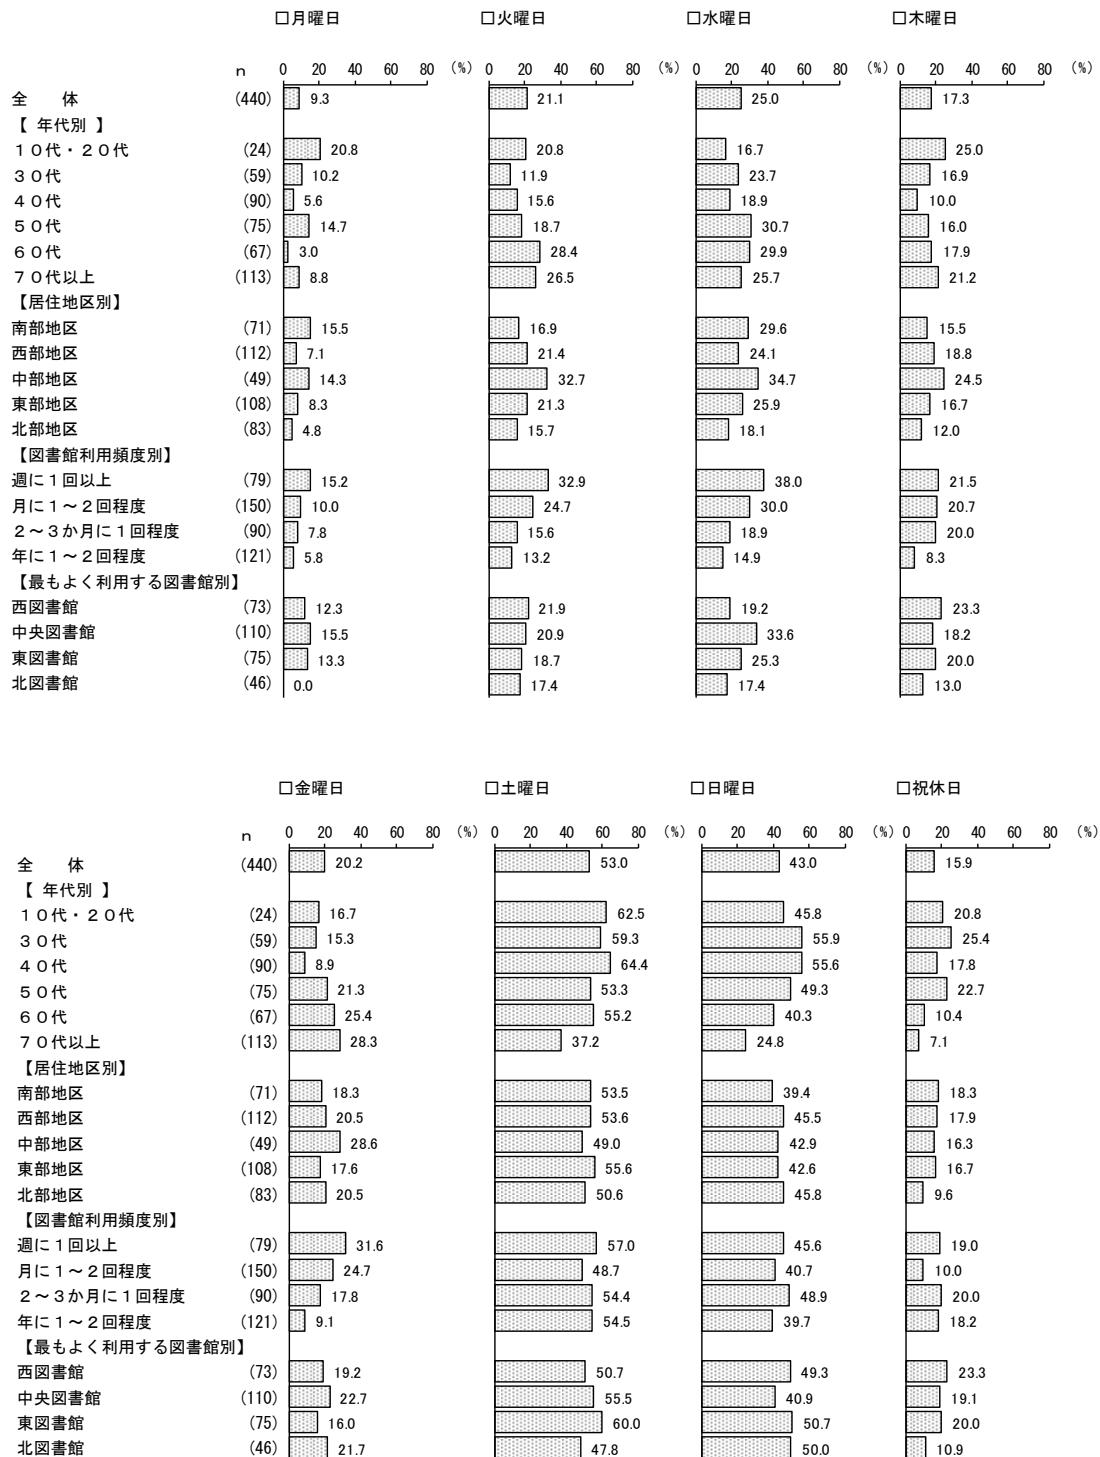 □月曜日 □火曜日 □水曜日 □木曜日
n 0 20 40 60 80 (%) 0 20 40 60 80 (%) 0 20 40 60 80 (%) 0 20 40 60 80 (%)
全　体 (440) 9.3 21.1 25.0 17.3
【 年代別 】
１０代・２０代 (24) 20.8 20.8 16.7 25.0
３０代 (59) 10.2 11.9 23.7 16.9
４０代 (90) 5.6 15.6 18.9 10.0
５０代 (75) 14.7 18.7 30.7 16.0
６０代 (67) 3.0 28.4 29.9 17.9
７０代以上 (113) 8.8 26.5 25.7 21.2
【居住地区別】
南部地区 (71) 15.5 16.9 29.6 15.5
西部地区 (112) 7.1 21.4 24.1 18.8
中部地区 (49) 14.3 32.7 34.7 24.5
東部地区 (108) 8.3 21.3 25.9 16.7
北部地区 (83) 4.8 15.7 18.1 12.0
【図書館利用頻度別】
週に１回以上 (79) 15.2 32.9 38.0 21.5
月に１～２回程度 (150) 10.0 24.7 30.0 20.7
２～３か月に１回程度 (90) 7.8 15.6 18.9 20.0
年に１～２回程度 (121) 5.8 13.2 14.9 8.3
【最もよく利用する図書館別】
西図書館 (73) 12.3 21.9 19.2 23.3
中央図書館 (110) 15.5 20.9 33.6 18.2
東図書館 (75) 13.3 18.7 25.3 20.0
北図書館 (46) 0.0 17.4 17.4 13.0
□金曜日 □土曜日 □日曜日 □祝休日
n 0 20 40 60 80 (%) 0 20 40 60 80 (%) 0 20 40 60 80 (%) 0 20 40 60 80 (%)
全　体 (440) 20.2 53.0 43.0 15.9
【 年代別 】
１０代・２０代 (24) 16.7 62.5 45.8 20.8
３０代 (59) 15.3 59.3 55.9 25.4
４０代 (90) 8.9 64.4 55.6 17.8
５０代 (75) 21.3 53.3 49.3 22.7
６０代 (67) 25.4 55.2 40.3 10.4
７０代以上 (113) 28.3 37.2 24.8 7.1
【居住地区別】
南部地区 (71) 18.3 53.5 39.4 18.3
西部地区 (112) 20.5 53.6 45.5 17.9
中部地区 (49) 28.6 49.0 42.9 16.3
東部地区 (108) 17.6 55.6 42.6 16.7
北部地区 (83) 20.5 50.6 45.8 9.6
【図書館利用頻度別】
週に１回以上 (79) 31.6 57.0 45.6 19.0
月に１～２回程度 (150) 24.7 48.7 40.7 10.0
２～３か月に１回程度 (90) 17.8 54.4 48.9 20.0
年に１～２回程度 (121) 9.1 54.5 39.7 18.2
【最もよく利用する図書館別】
西図書館 (73) 19.2 50.7 49.3 23.3
中央図書館 (110) 22.7 55.5 40.9 19.1
東図書館 (75) 16.0 60.0 50.7 20.0
北図書館 (46) 21.7 47.8 50.0 10.9